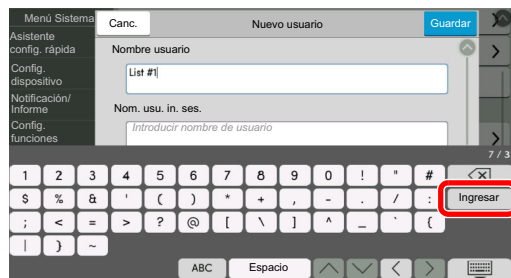 Menú Sistema
Canc.
Nuevo usuario
Guardar
Asistente
config. rápida
Config.
dispositivo
Notificación/
Informe
Config.
funciones
Nombre usuario
List #1
Nom. usu. in. ses.
Introducir nombre de usuario
7 / 3
1 2 3 4 5 6 7 8 9 0 ! " #
$ % & ' ( ) * + , - . / : Ingresar
; < = > ? @ [ \ ] ^ _ ` {
| } ~
ABC Espacio